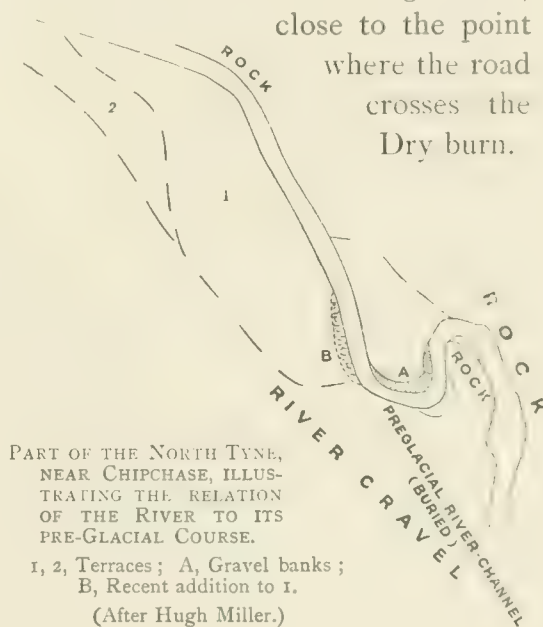 close to the point
where the road
crosses the
Dry burn.
ROCK
2
1
B
A
ROCK
ROCK
RIVER GRAVEL
PREGLACIAL RIVER-CHANNEL
(BURIED)
PART OF THE NORTH TYNE,
NEAR CHIPCHASE, ILLUS-
TRATING THE RELATION
OF THE RIVER TO ITS
PRE-GLACIAL COURSE.
1, 2, Terraces; A, Gravel banks;
B, Recent addition to 1.
(After Hugh Miller.)